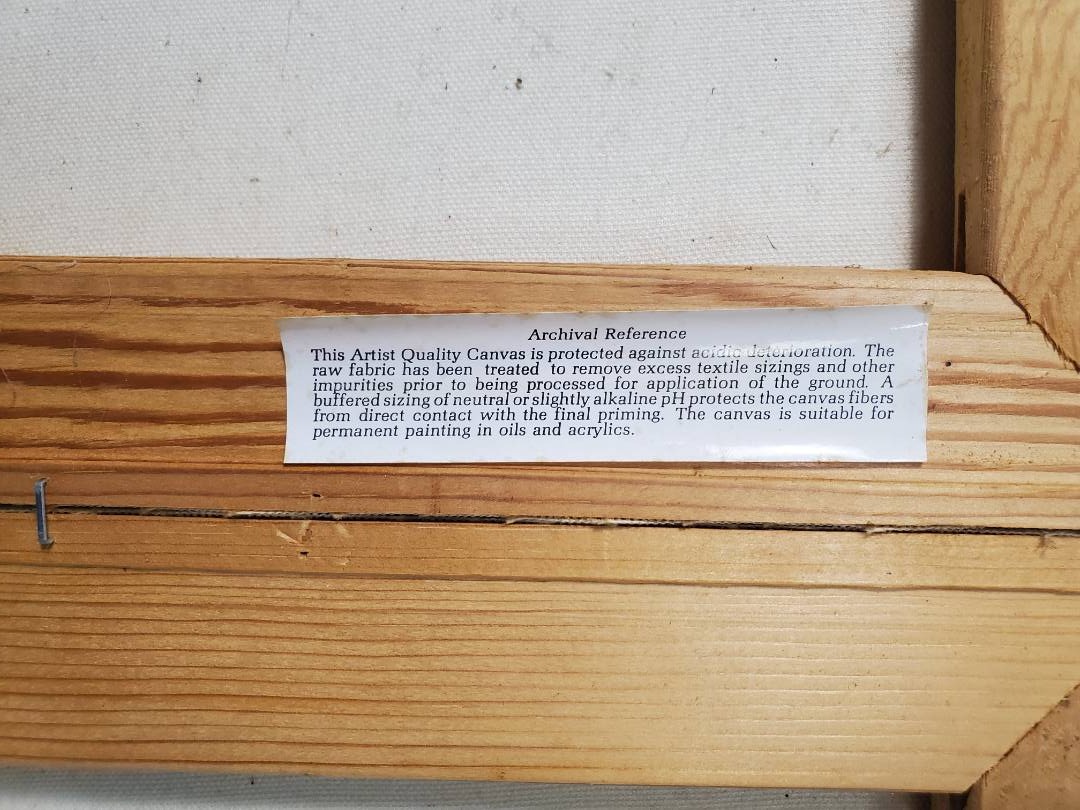 Archival Reference
This Artist Quality Canvas is protected against acidic deterioration. The
raw fabric has been treated to remove excess textile sizings and other
impurities prior to being processed for application of the ground. A
buffered sizing of neutral or slightly alkaline pH protects the canvas fibers
from direct contact with the final priming. The canvas is suitable for
permanent painting in oils and acrylics.